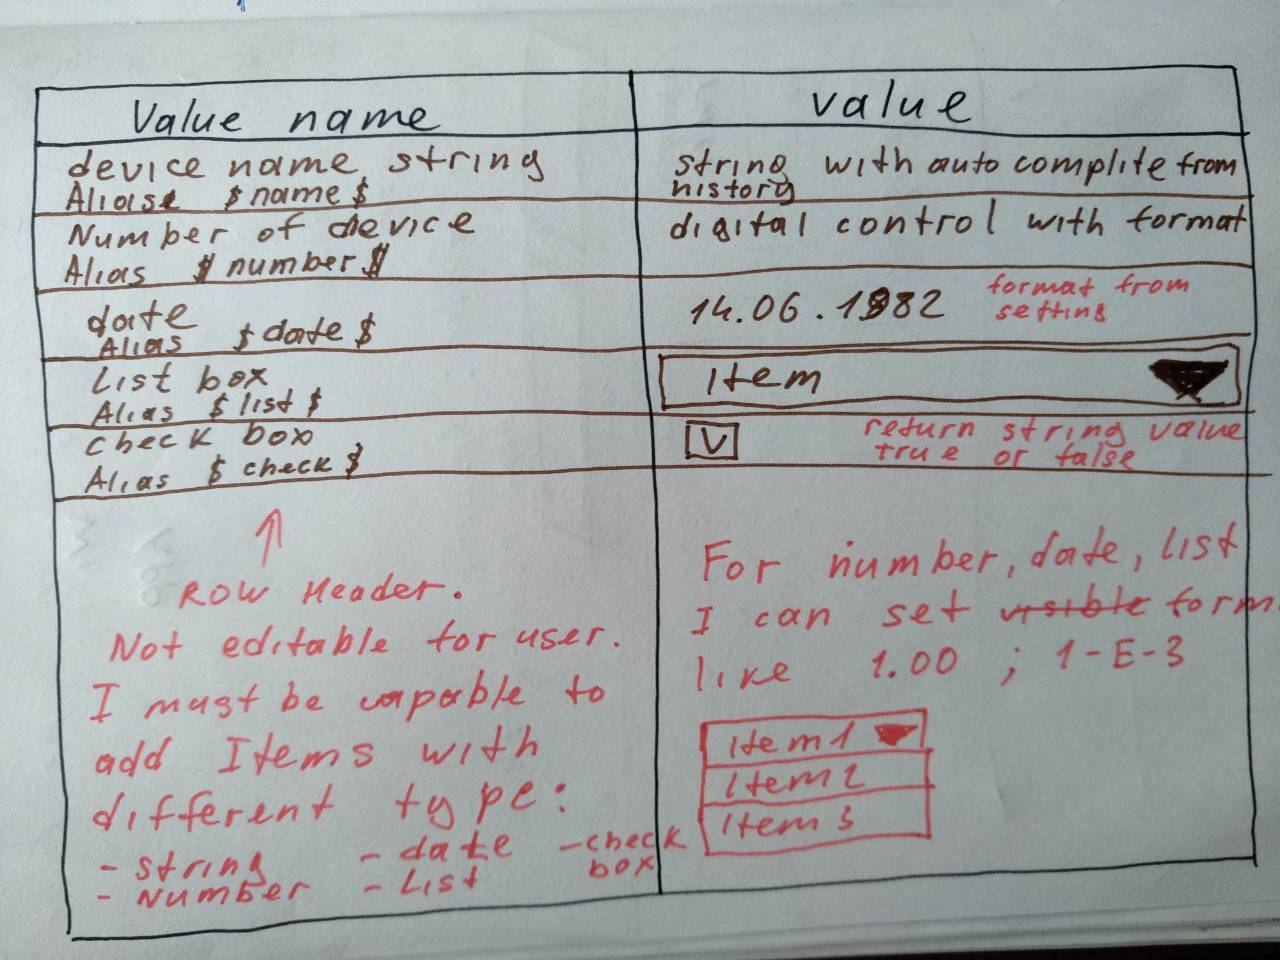 Value name
value
device name string
Aliase $name$
string with auto complite from
history
Number of device
Alias $number$
digital control with format
date
Alias $date$
14.06.1982
format from
setting
List box
Alias $list$
Item
check box
Alias $check$
V
return string value
true or false
Row Header.
Not editable for user.
I must be capable to
add Items with
different type:
- string - date - check
box
- Number - List
For number, date, list
I can set visible form
like 1.00 ; 1-E-3
Item1
Item2
Item3